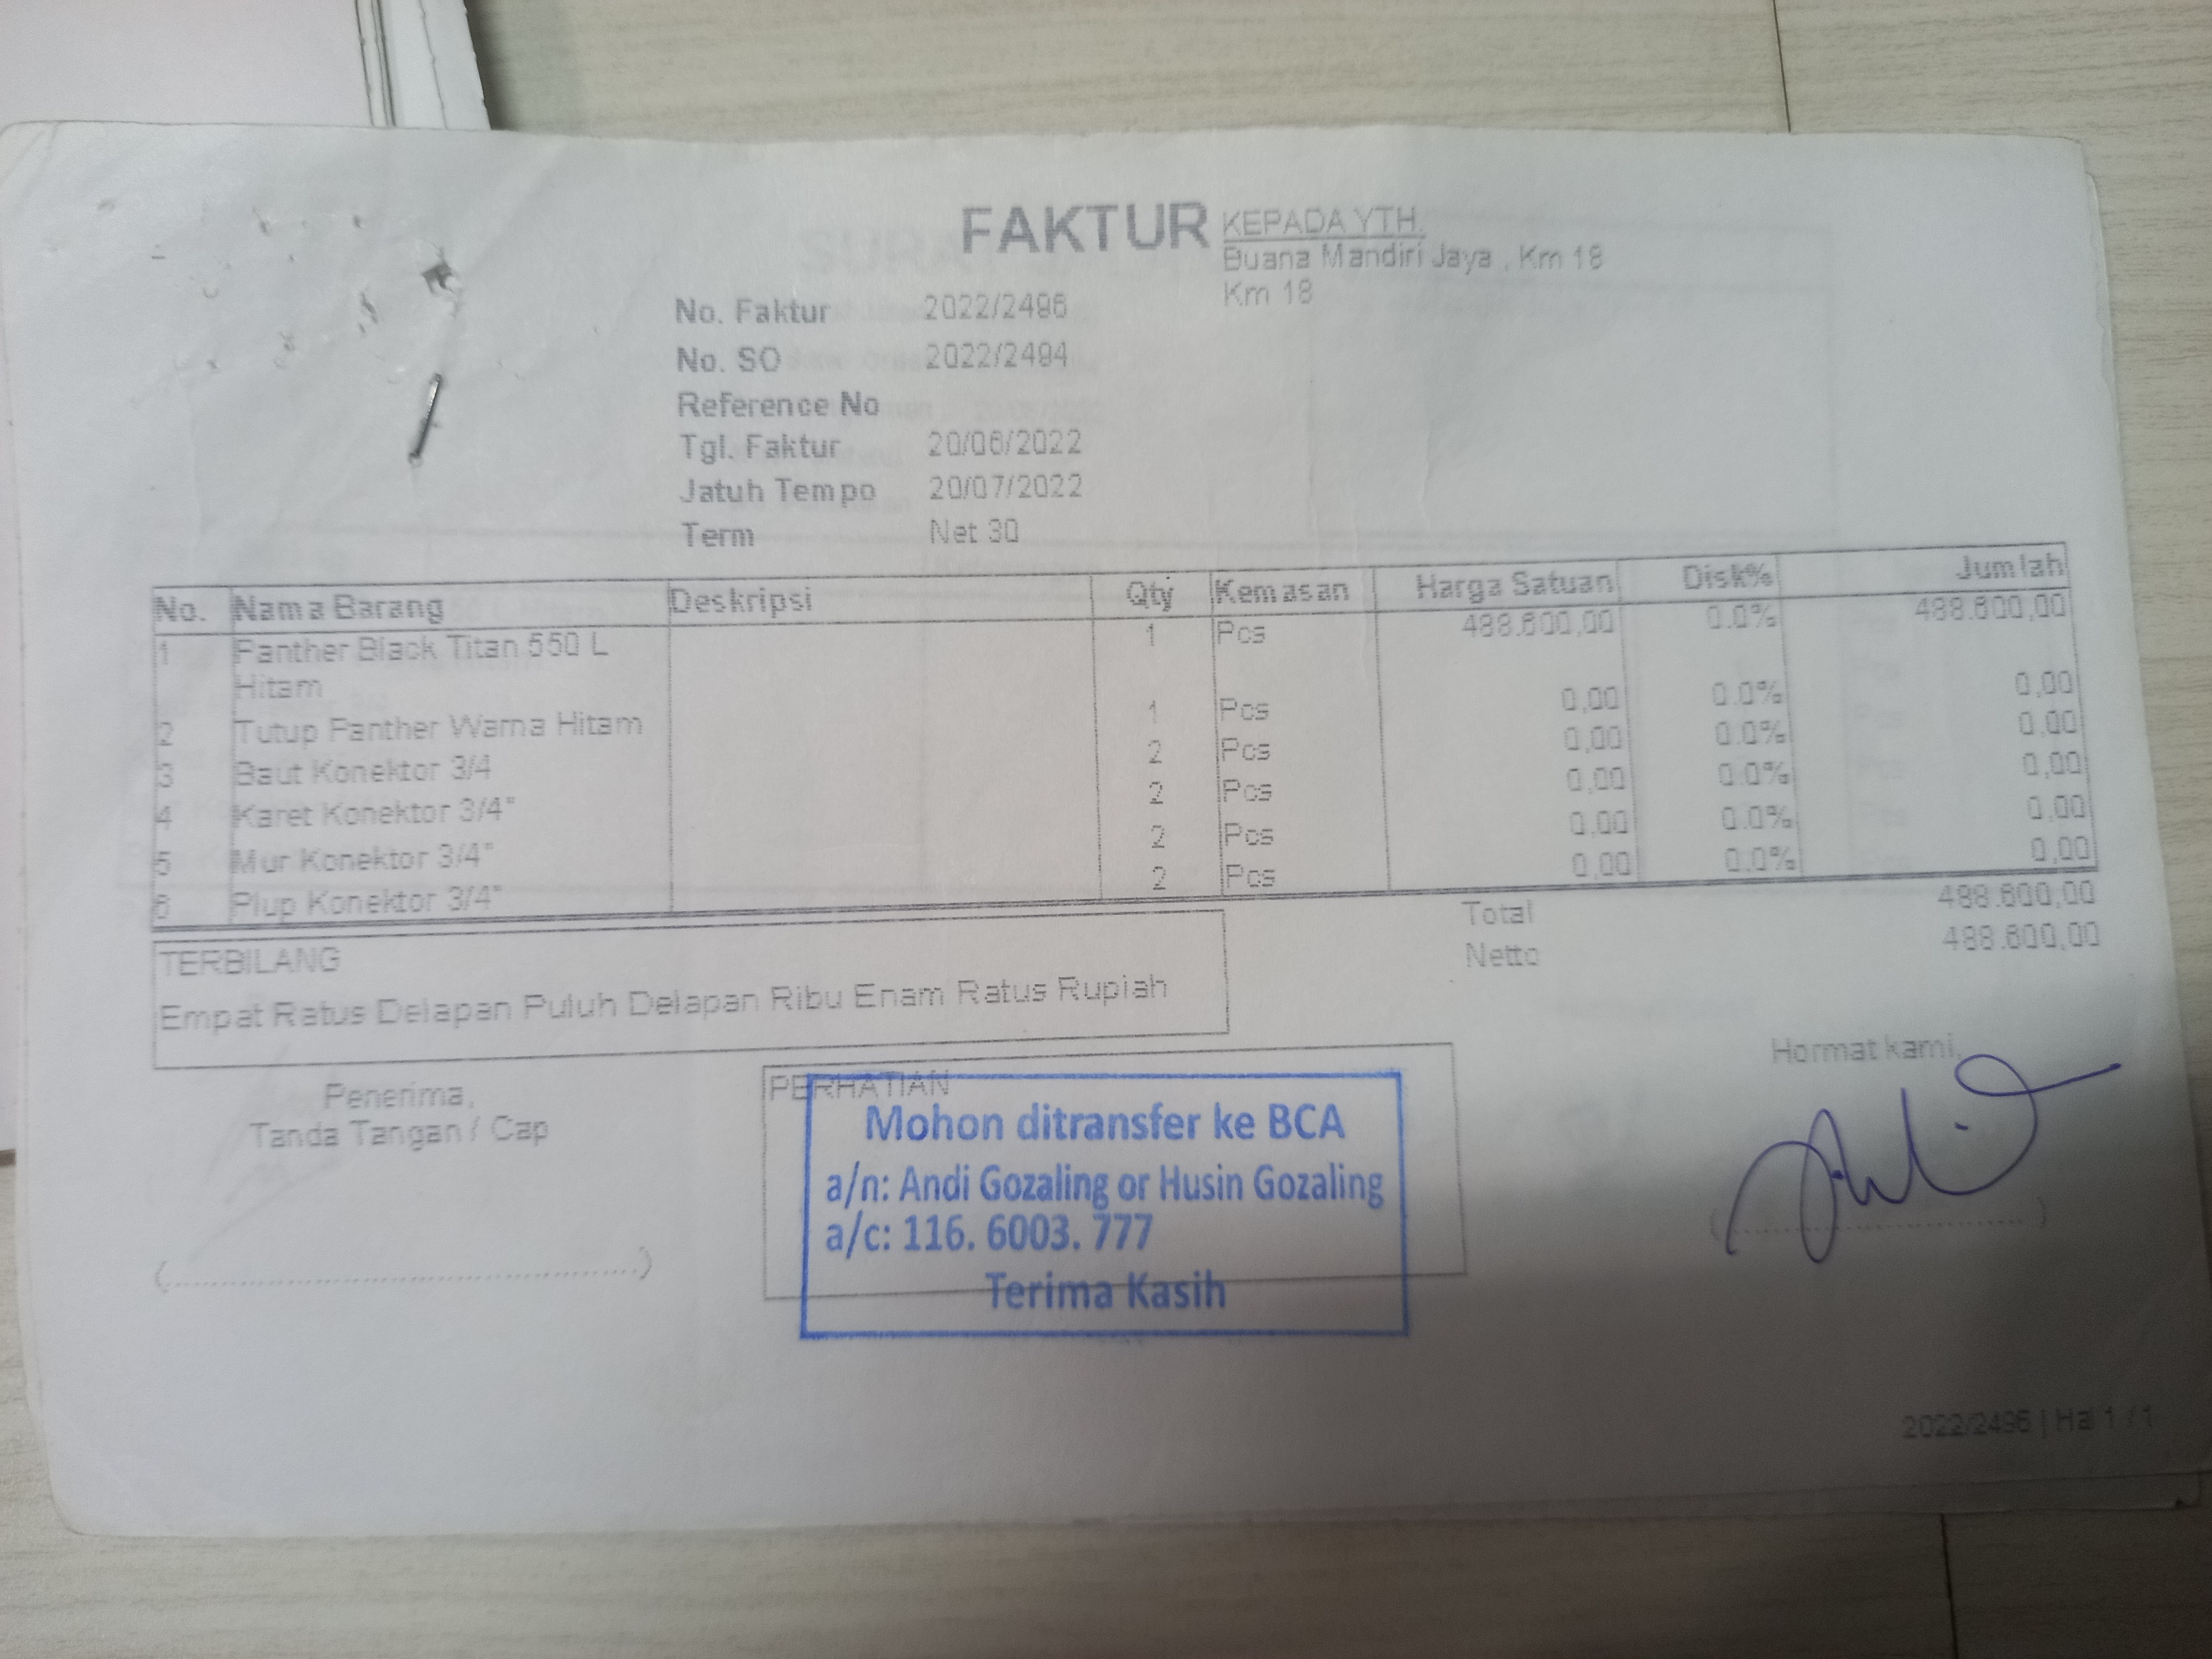 FAKTUR
KEPADA YTH.
Buana Mandiri Jaya , Km 18
Km 18
No. Faktur 2022/2496
No. SO 2022/2494
Reference No
Tgl. Faktur 20/06/2022
Jatuh Tempo 20/07/2022
Term Net 30
No. Nama Barang Deskripsi Qty Kemasan Harga Satuan Disk% Jumlah
1 Panther Black Titan 550 L 1 Pcs 488.600,00 0.0% 488.600,00
Hitam
2 Tutup Panther Warna Hitam 1 Pcs 0,00 0.0% 0,00
3 Baut Konektor 3/4 2 Pcs 0,00 0.0% 0,00
4 Karet Konektor 3/4" 2 Pcs 0,00 0.0% 0,00
5 Mur Konektor 3/4" 2 Pcs 0,00 0.0% 0,00
6 Plup Konektor 3/4" 2 Pcs 0,00 0.0% 0,00
Total 488.600,00
Netto 488.600,00
TERBILANG
Empat Ratus Delapan Puluh Delapan Ribu Enam Ratus Rupiah
Penerima,
Tanda Tangan / Cap
(..................................................)
PERHATIAN
Mohon ditransfer ke BCA
a/n: Andi Gozaling or Husin Gozaling
a/c: 116. 6003. 777
Terima Kasih
Hormat kami,
(..................................)
2022/2496 | Hal 1 / 1